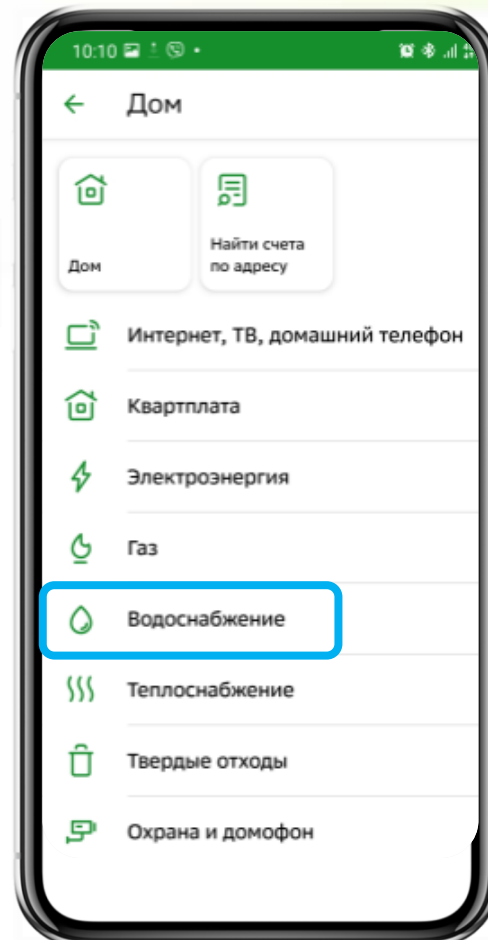 10:10
Дом
Дом
Найти счета
по адресу
Интернет, ТВ, домашний телефон
Квартплата
Электроэнергия
Газ
Водоснабжение
Теплоснабжение
Твердые отходы
Охрана и домофон